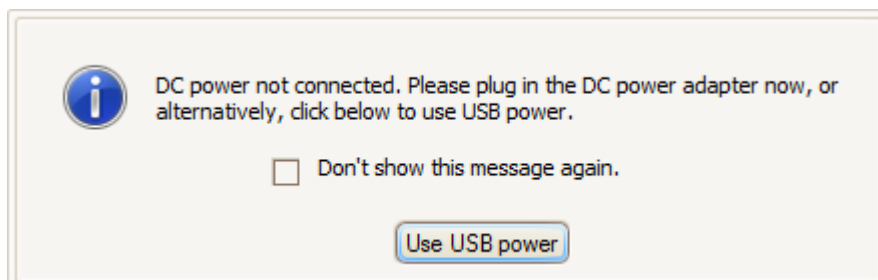 DC power not connected. Please plug in the DC power adapter now, or
alternatively, click below to use USB power.
Don't show this message again.
Use USB power